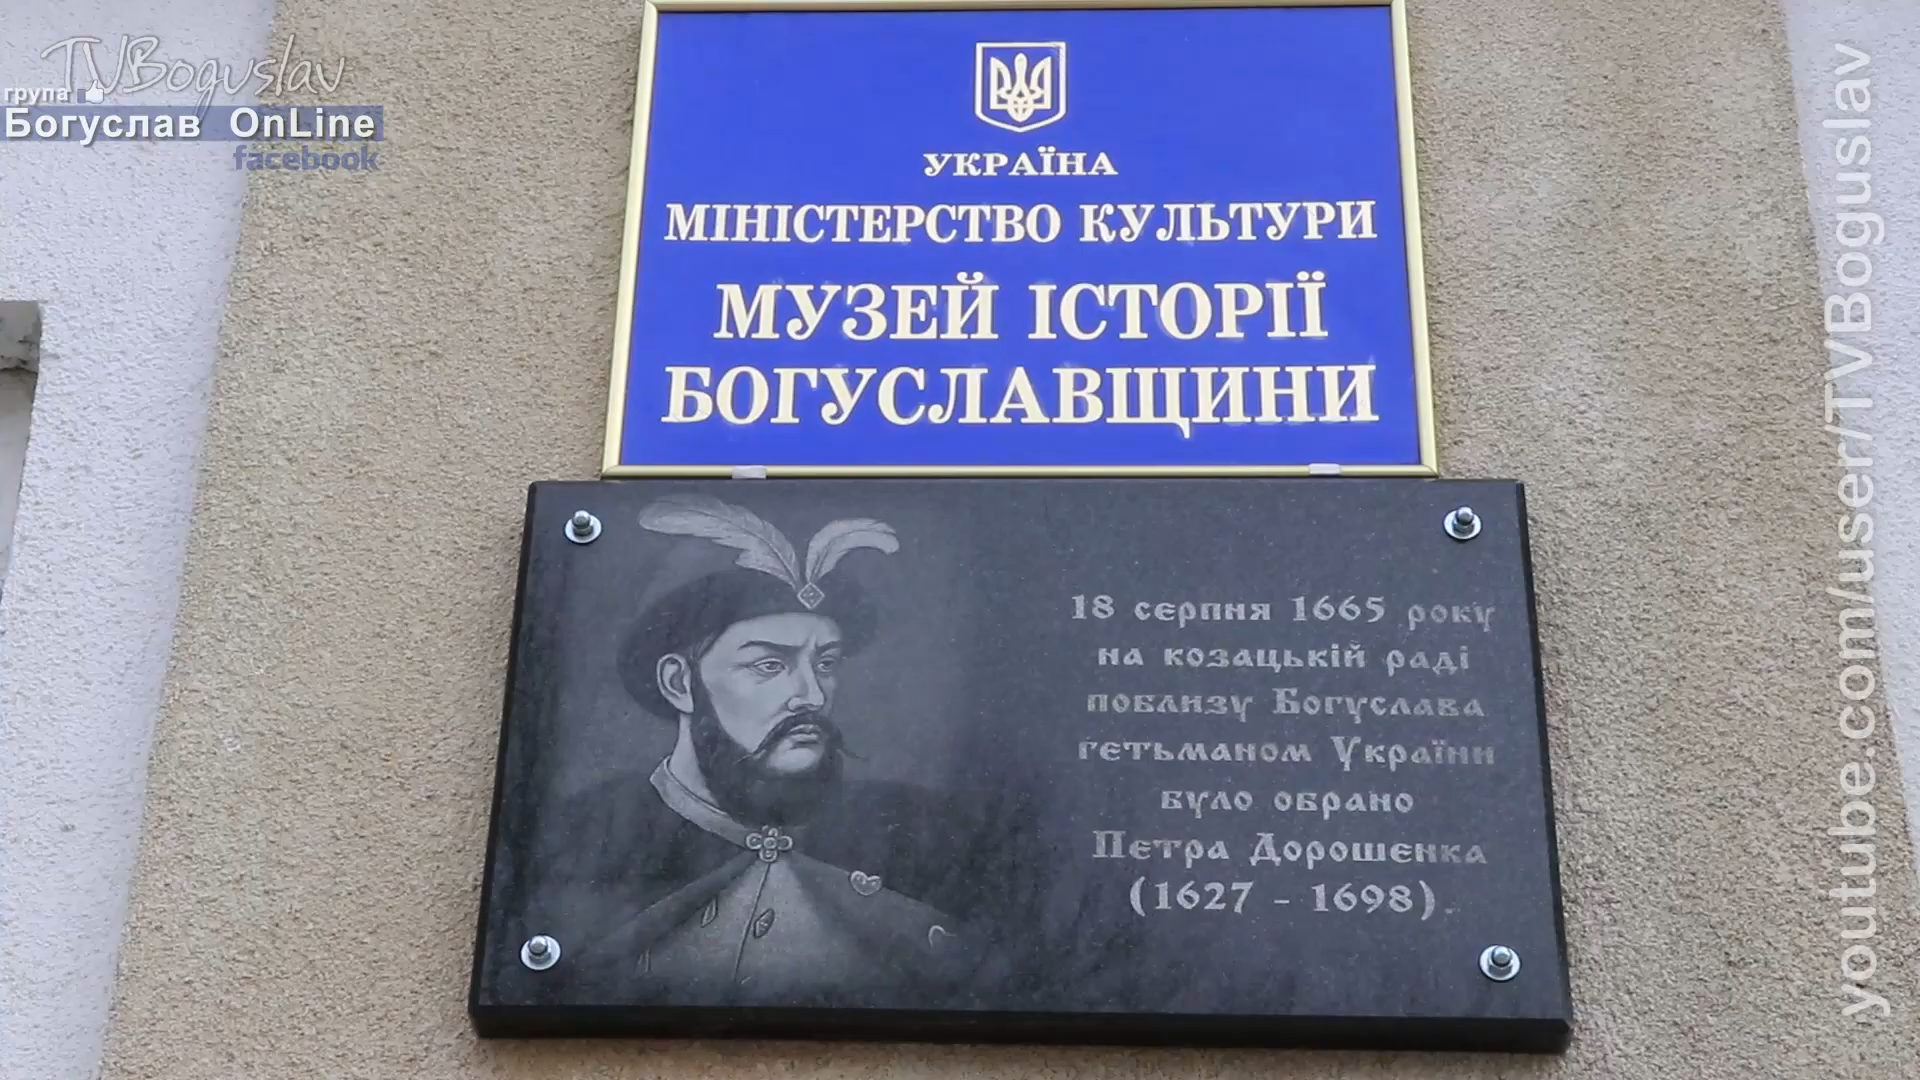 TVBoguslav
група
Богуслав OnLine
facebook
УКРАЇНА
МІНІСТЕРСТВО КУЛЬТУРИ
МУЗЕЙ ІСТОРІЇ
БОГУСЛАВЩИНИ
18 серпня 1665 року
на козацькій раді
поблизу Богуслава
гетьманом України
було обрано
Петра Дорошенка
(1627 - 1698).
youtube.com/user/TVBoguslav